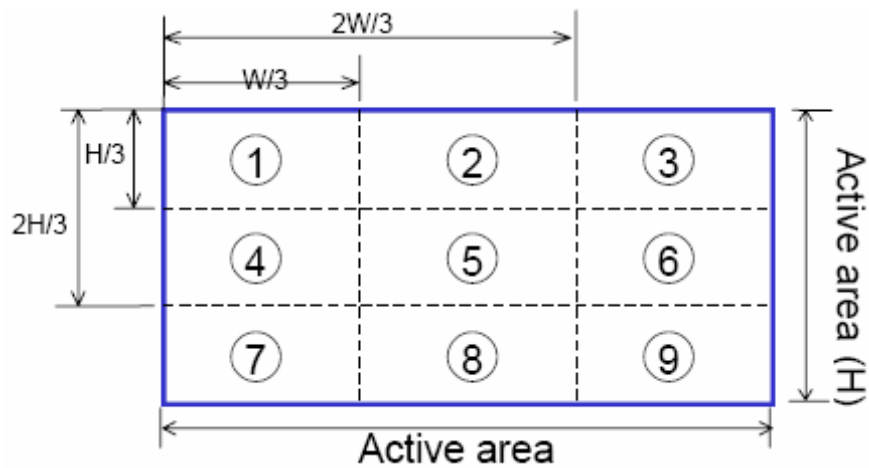 2W/3
W/3
H/3
2H/3
1 2 3
4 5 6
7 8 9
Active area (H)
Active area